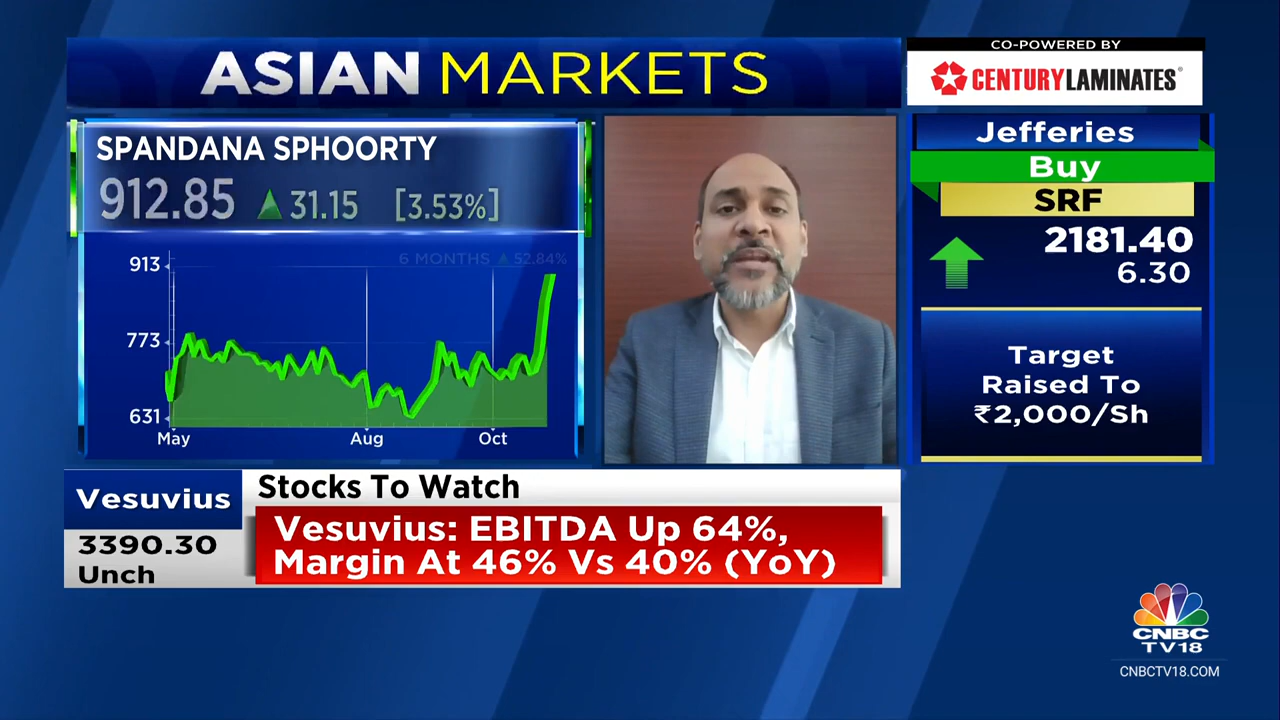 ASIAN MARKETS
CO-POWERED BY
CENTURYLAMINATES®
SPANDANA SPHOORTY
912.85 ▲ 31.15 [3.53%]
6 MONTHS ▲ 52.84%
913
773
631
May Aug Oct
Jefferies
Buy
SRF
2181.40
6.30
Target
Raised To
₹2,000/Sh
Vesuvius
3390.30
Unch
Stocks To Watch
Vesuvius: EBITDA Up 64%,
Margin At 46% Vs 40% (YoY)
CNBC
TV18
CNBCTV18.COM